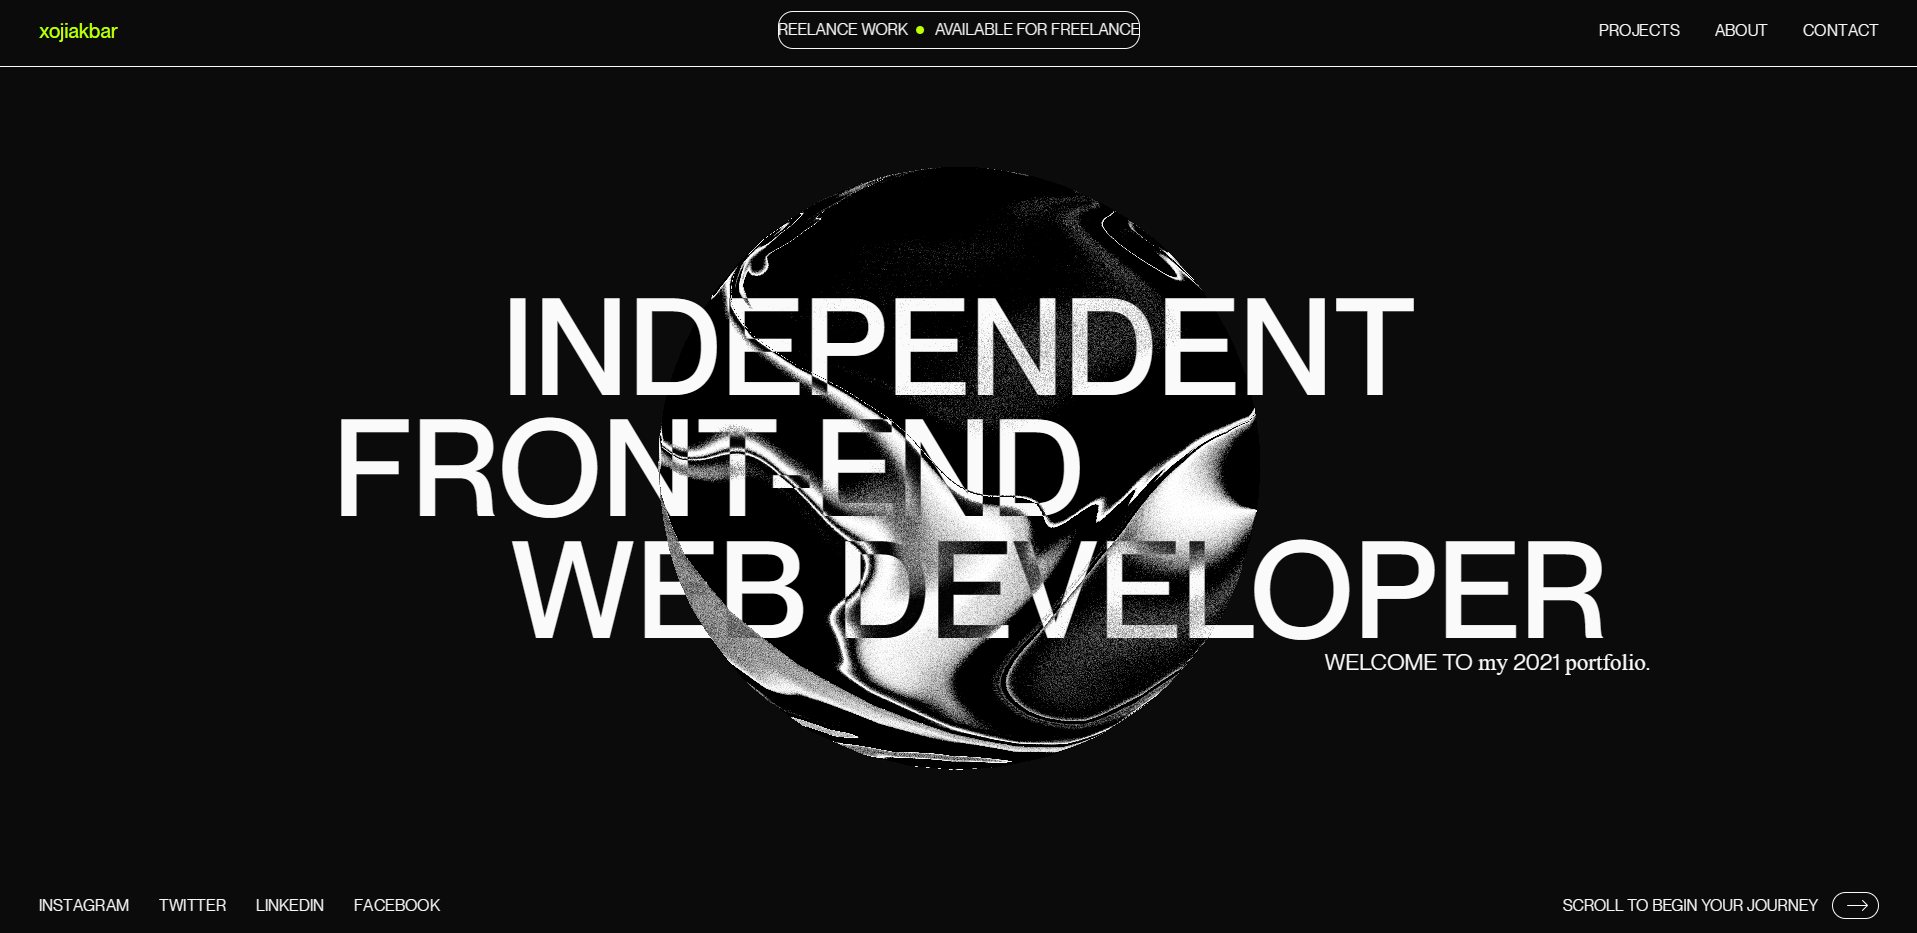 xojiakbar
REELANCE WORK • AVAILABLE FOR FREELANCE
PROJECTS ABOUT CONTACT
INDEPENDENT
FRONT-END
WEB DEVELOPER
WELCOME TO my 2021 portfolio.
INSTAGRAM TWITTER LINKEDIN FACEBOOK
SCROLL TO BEGIN YOUR JOURNEY